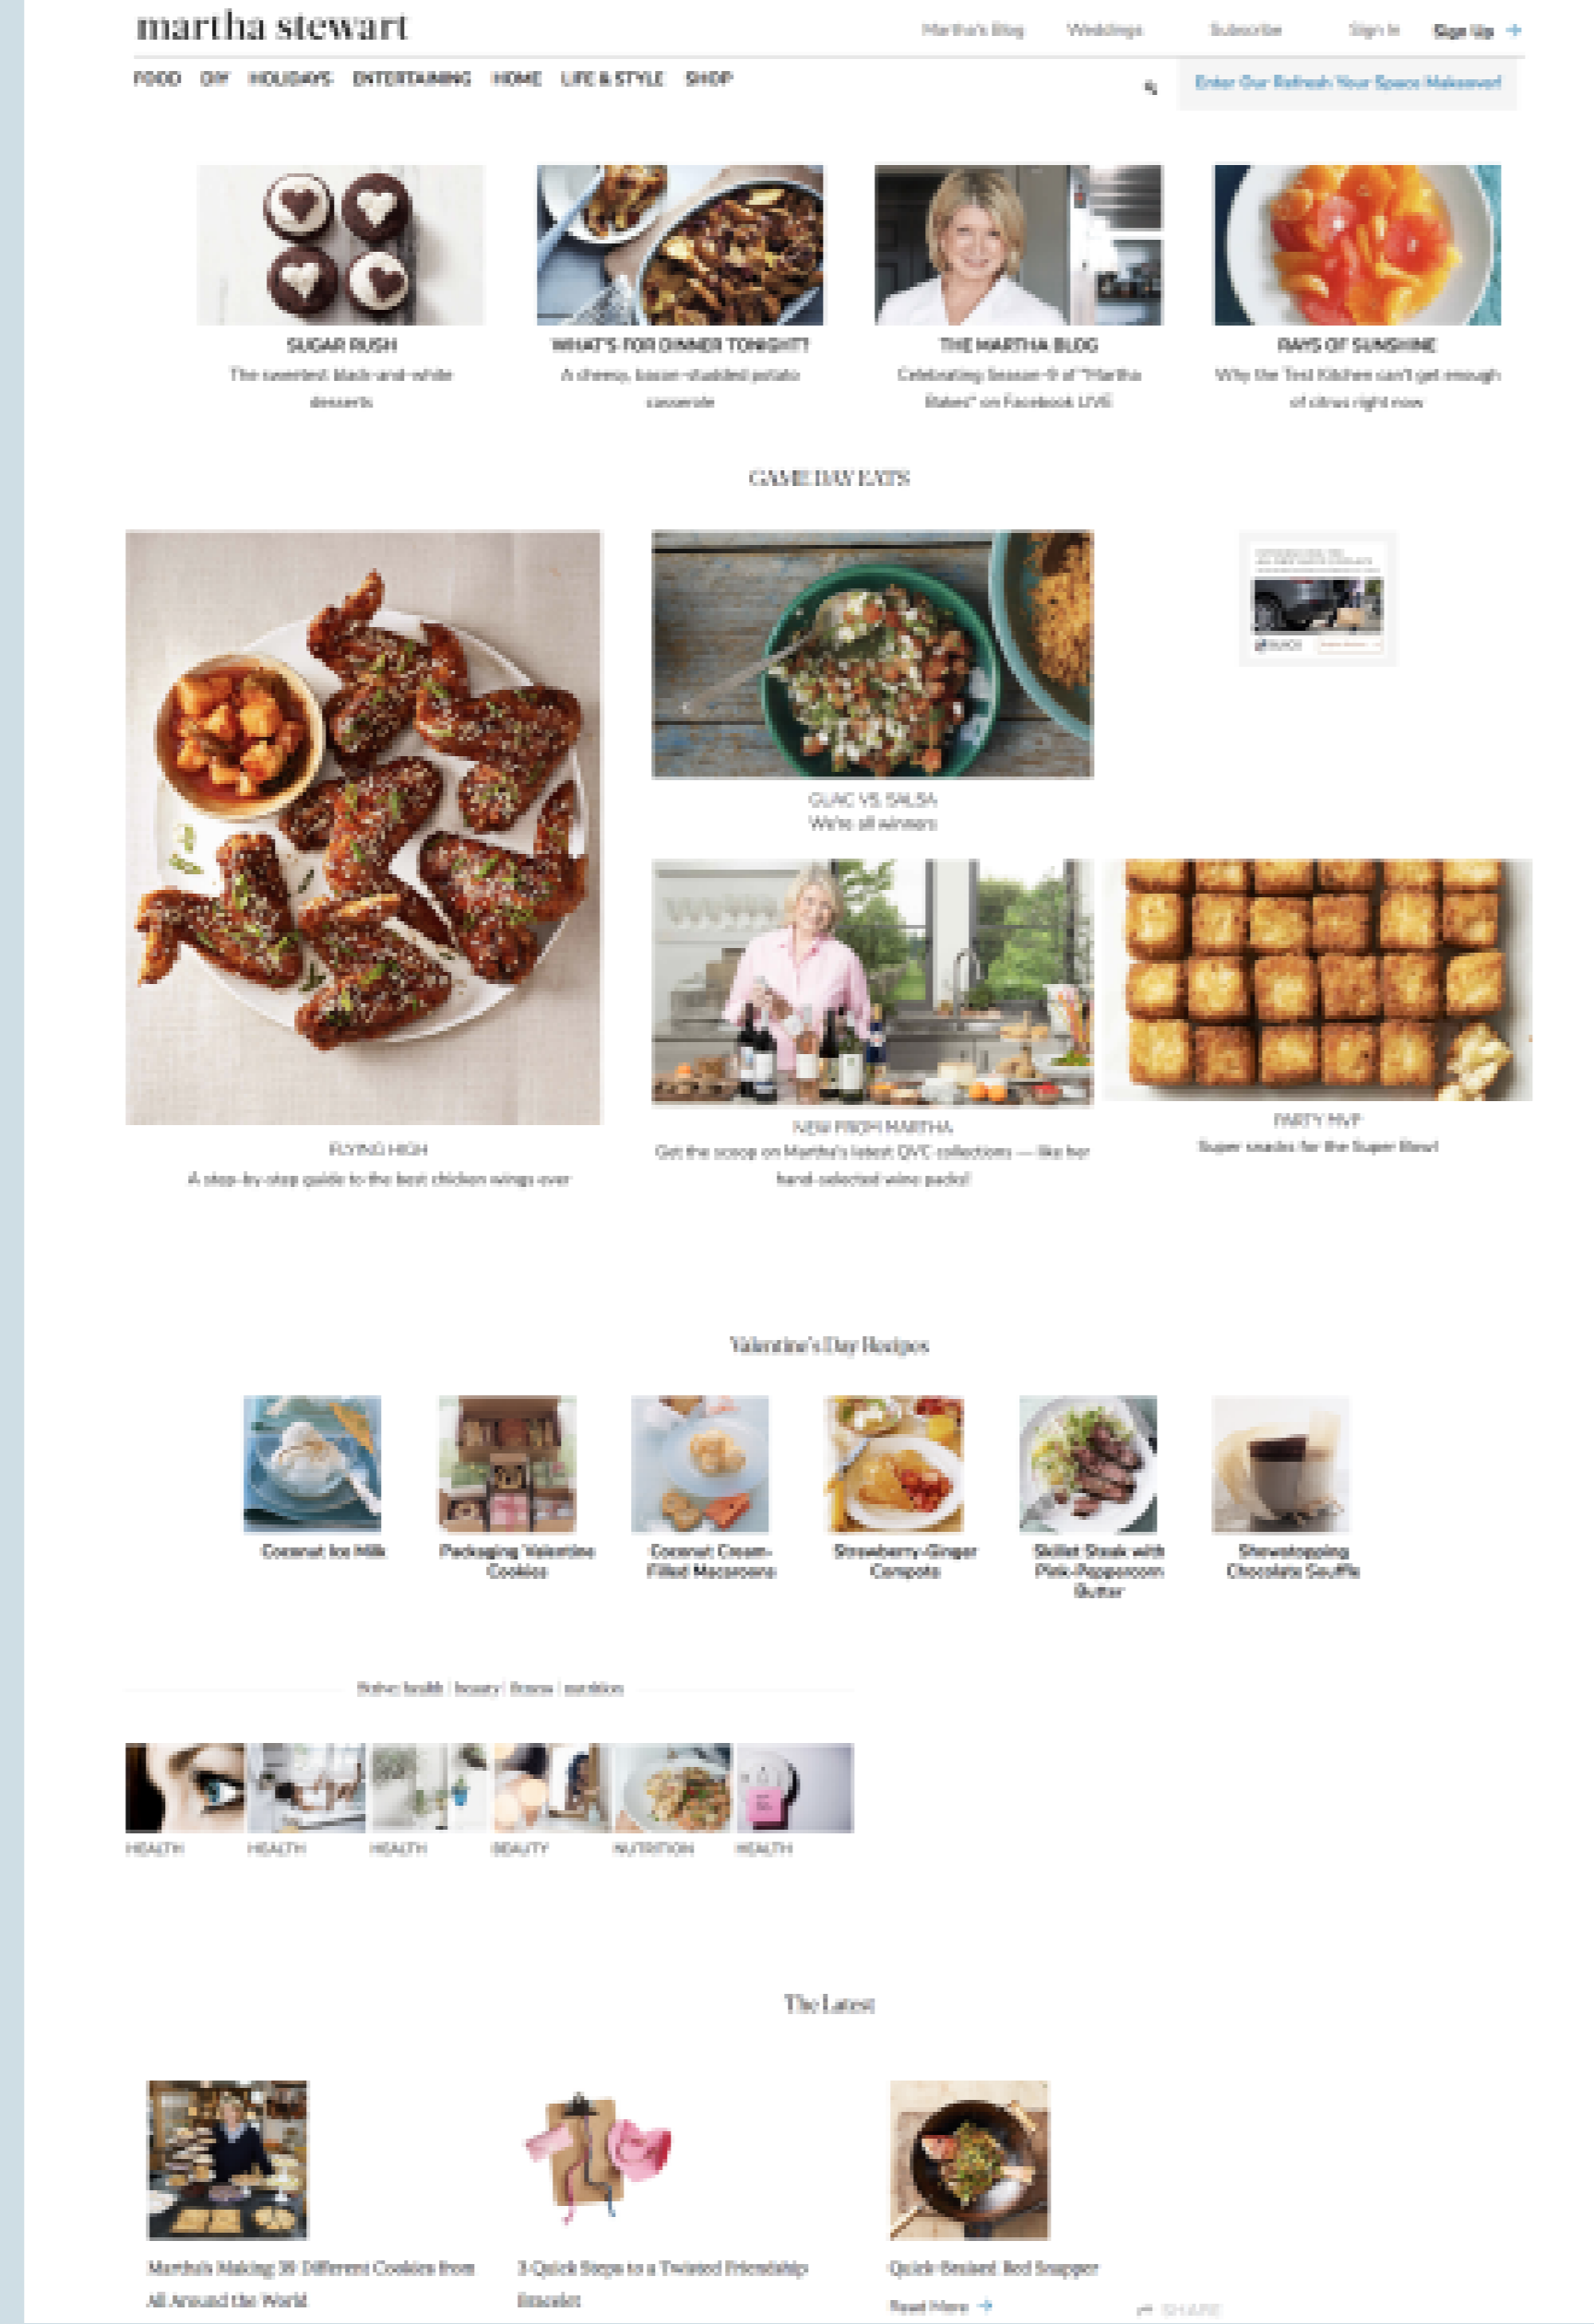 martha stewart
Martha's Blog Weddings Subscribe Sign In Sign Up
FOOD DIY HOLIDAYS ENTERTAINING HOME LIFE & STYLE SHOP
Enter Our Refresh Your Space Makeover!
SUGAR RUSH
The sweetest black-and-white
desserts
WHAT'S FOR DINNER TONIGHT?
A cheesy, bacon-studded potato
casserole
THE MARTHA BLOG
Celebrating Season 9 of "Martha
Bakes" on Facebook LIVE
RAYS OF SUNSHINE
Why the Test Kitchen can't get enough
of citrus right now
GAME DAY EATS
GUAC VS. SALSA
We're all winners
FLYING HIGH
A step-by-step guide to the best chicken wings ever
NEW FROM MARTHA
Get the scoop on Martha's latest QVC collections — like her
hand-selected wine packs!
PARTY MVP
Super snacks for the Super Bowl
Valentine's Day Recipes
Coconut Ice Milk
Packaging Valentine
Cookies
Coconut Cream-
Filled Macaroons
Strawberry-Ginger
Compote
Skillet Steak with
Pink-Peppercorn
Butter
Showstopping
Chocolate Souffle
health | beauty | fitness | nutrition
HEALTH HEALTH HEALTH BEAUTY NUTRITION HEALTH
The Latest
Martha's Making 39 Different Cookies from
All Around the World
3 Quick Steps to a Twisted Friendship
Bracelet
Quick-Braised Red Snapper
Read More
SHARE